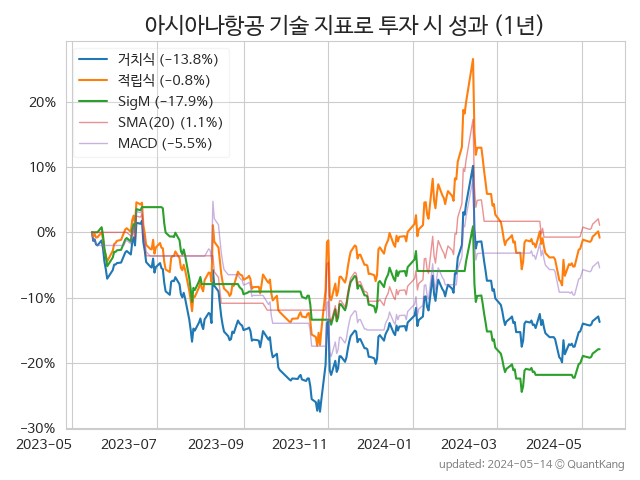 아시아나항공 기술 지표로 투자 시 성과 (1년)
거치식 (−13.8%)
적립식 (−0.8%)
SigM (−17.9%)
SMA(20) (1.1%)
MACD (−5.5%)
20%
10%
0%
−10%
−20%
−30%
2023-05 2023-07 2023-09 2023-11 2024-01 2024-03 2024-05
updated: 2024-05-14 ⓒ QuantKang